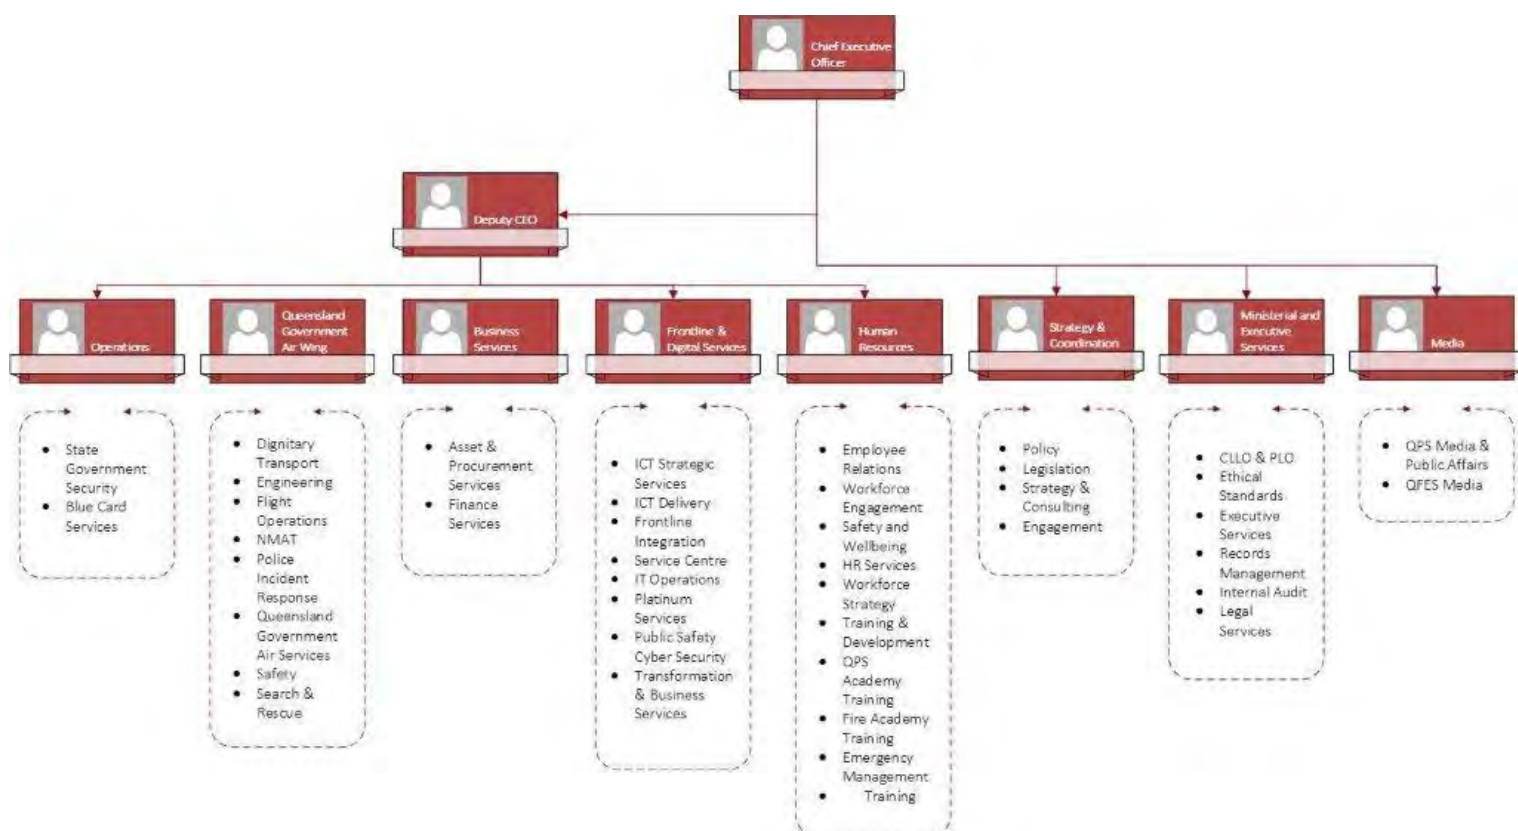 Chief Executive
Officer
Deputy CEO
Operations
Queensland
Government
Air Wing
Business
Services
Frontline &
Digital Services
Human
Resources
Strategy &
Coordination
Ministerial and
Executive
Services
Media
• State
Government
Security
• Blue Card
Services
• Dignitary
Transport
• Engineering
• Flight
Operations
• NMAT
• Police
Incident
Response
• Queensland
Government
Air Services
• Safety
• Search &
Rescue
• Asset &
Procurement
Services
• Finance
Services
• ICT Strategic
Services
• ICT Delivery
• Frontline
Integration
• Service Centre
• IT Operations
• Platinum
Services
• Public Safety
Cyber Security
• Transformation
& Business
Services
• Employee
Relations
• Workforce
Engagement
• Safety and
Wellbeing
• HR Services
• Workforce
Strategy
• Training &
Development
• QPS
Academy
Training
• Fire Academy
Training
• Emergency
Management
• Training
• Policy
• Legislation
• Strategy &
Consulting
• Engagement
• CLLO & PLO
• Ethical
Standards
• Executive
Services
• Records
Management
• Internal Audit
• Legal
Services
• QPS Media &
Public Affairs
• QFES Media